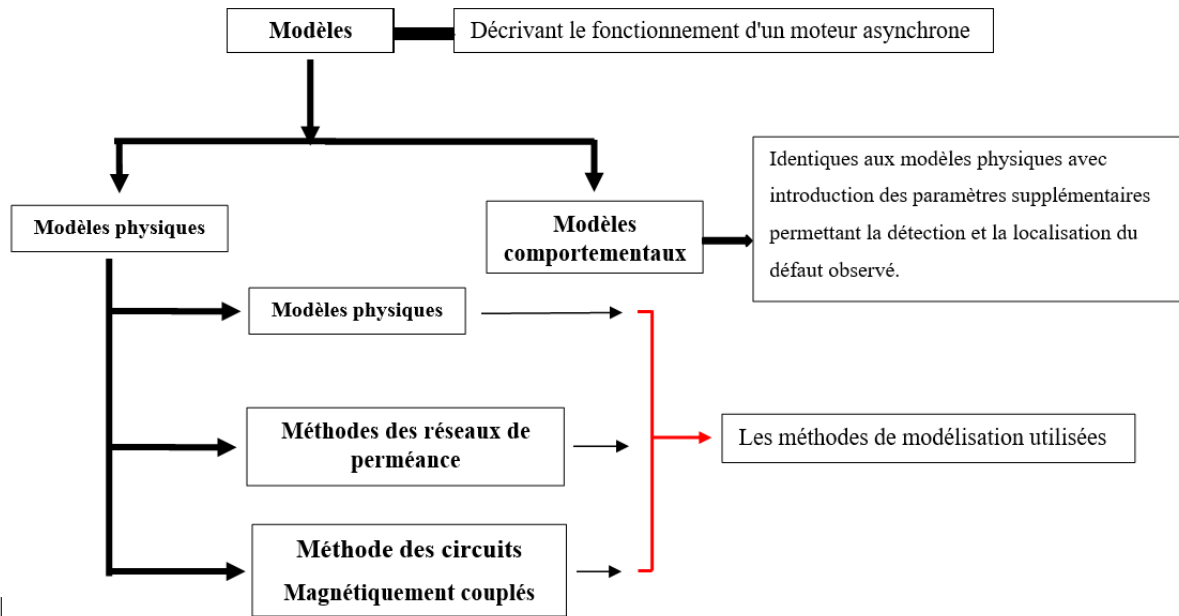 Modèles
Décrivant le fonctionnement d'un moteur asynchrone
Identiques aux modèles physiques avec
introduction des paramètres supplémentaires
permettant la détection et la localisation du
défaut observé.
Modèles physiques
Modèles
comportementaux
Modèles physiques
Méthodes des réseaux de
perméance
Les méthodes de modélisation utilisées
Méthode des circuits
Magnétiquement couplés